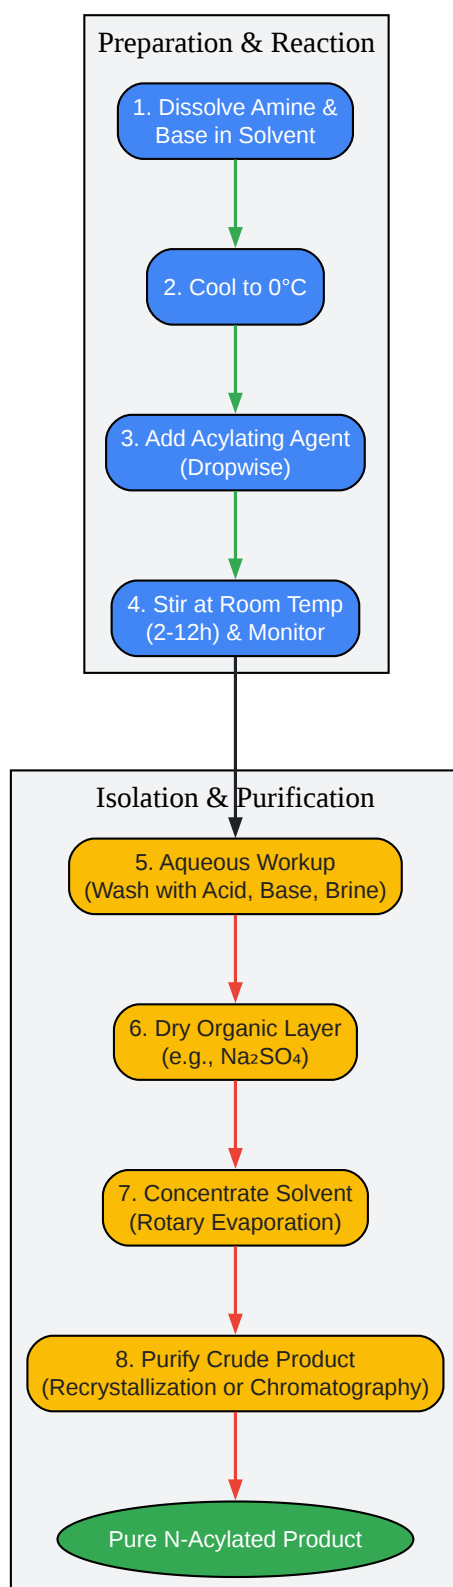 Preparation & Reaction
1. Dissolve Amine &
Base in Solvent
2. Cool to 0°C
3. Add Acylating Agent
(Dropwise)
4. Stir at Room Temp
(2-12h) & Monitor
Isolation & Purification
5. Aqueous Workup
(Wash with Acid, Base, Brine)
6. Dry Organic Layer
(e.g., Na₂SO₄)
7. Concentrate Solvent
(Rotary Evaporation)
8. Purify Crude Product
(Recrystallization or Chromatography)
Pure N-Acylated Product